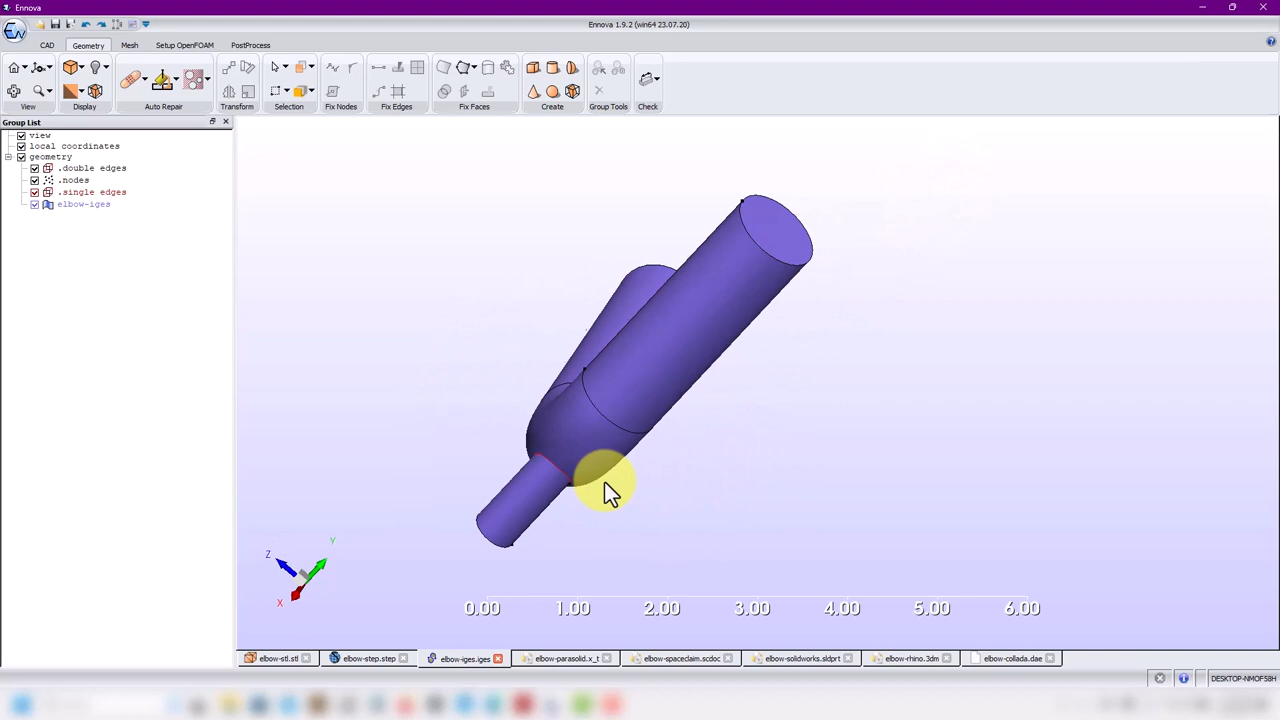 Ennova
Ennova 1.9.2 (win64 23.07.20)
CAD Geometry Mesh Setup OpenFOAM PostProcess
View Display Auto Repair Transform Selection Fix Nodes Fix Edges Fix Faces Create Group Tools Check
Group List
view
local coordinates
geometry
.double edges
.nodes
.single edges
elbow-iges
Z Y X
0.00 1.00 2.00 3.00 4.00 5.00 6.00
elbow-stl.stl elbow-step.step elbow-iges.iges elbow-parasolid.x_t elbow-spaceclaim.scdoc elbow-solidworks.sldprt elbow-rhino.3dm elbow-collada.dae
DESKTOP-NMOF58H